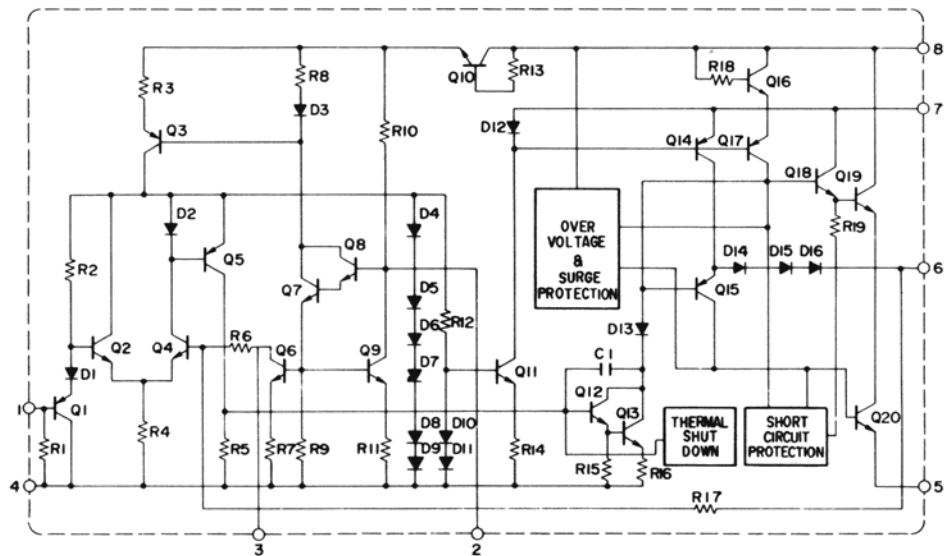 8
R3
R8
Q10
R13
R18
Q16
D3
7
Q3
R10
D12
Q14
Q17
Q18
Q19
D2
D4
OVER
VOLTAGE
&
SURGE
PROTECTION
R19
R2
Q5
Q8
D14
D15
D16
6
Q7
D5
Q15
R12
D6
D13
R6
Q2
Q4
Q6
Q9
D7
C1
D1
Q11
Q12
1
Q1
Q13
THERMAL
SHUT
DOWN
SHORT
CIRCUIT
PROTECTION
Q20
R1
R4
R5
R7
R9
R11
D8
D10
R14
D9
D11
R15
R16
4
5
R17
3
2